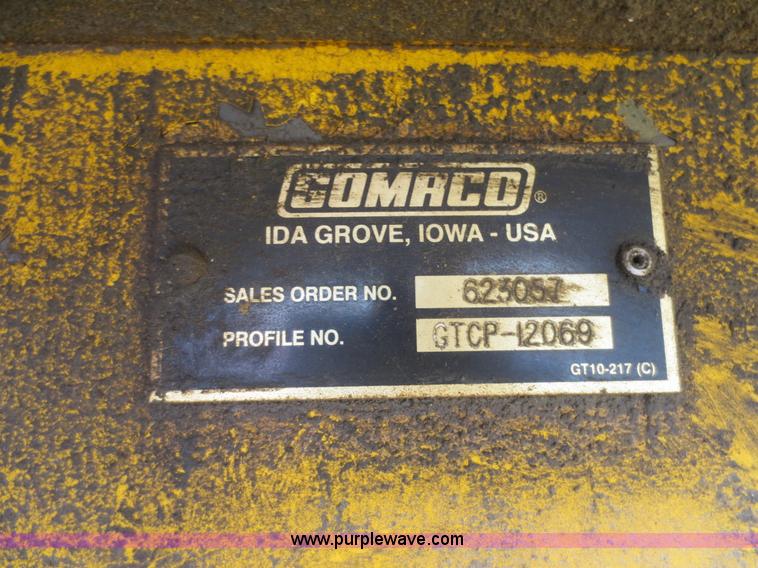 GOMACO®
IDA GROVE, IOWA - USA
SALES ORDER NO. 623057
PROFILE NO. GTCP-12069
GT10-217 (C)
www.purplewave.com